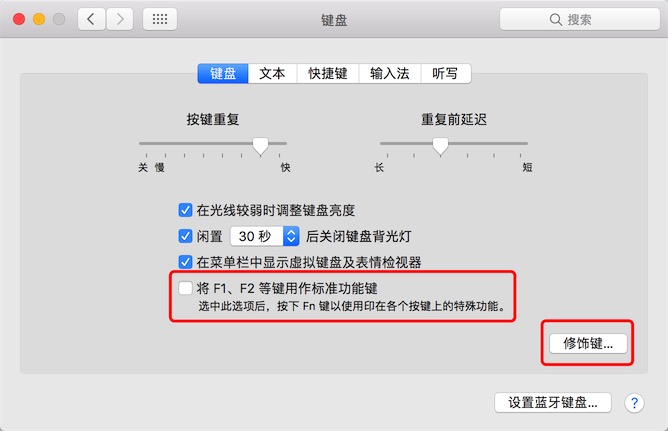 键盘
搜索
键盘 文本 快捷键 输入法 听写
按键重复 重复前延迟
关 慢 快 长 短
在光线较弱时调整键盘亮度
闲置 30 秒 后关闭键盘背光灯
在菜单栏中显示虚拟键盘及表情检视器
将 F1、F2 等键用作标准功能键
选中此选项后，按下 Fn 键以使用印在各个按键上的特殊功能。
修饰键...
设置蓝牙键盘... ?